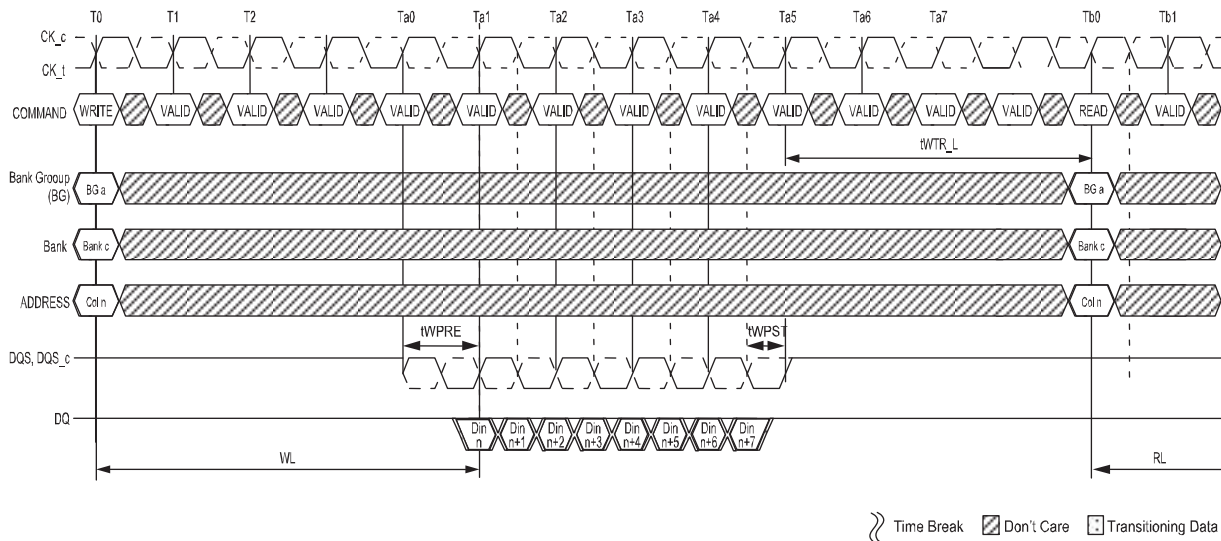 T0 T1 T2 Ta0 Ta1 Ta2 Ta3 Ta4 Ta5 Ta6 Ta7 Tb0 Tb1
CK_c
CK_t
COMMAND WRITE VALID VALID VALID VALID VALID VALID VALID VALID VALID VALID VALID VALID READ VALID
tWTR_L
Bank Grooup
(BG)
BG a BG a
Bank Bank c Bank c
ADDRESS Col n Col n
tWPRE tWPST
DQS, DQS_c
DQ
Din n Din n+1 Din n+2 Din n+3 Din n+4 Din n+5 Din n+6 Din n+7
WL RL
Time Break Don't Care Transitioning Data